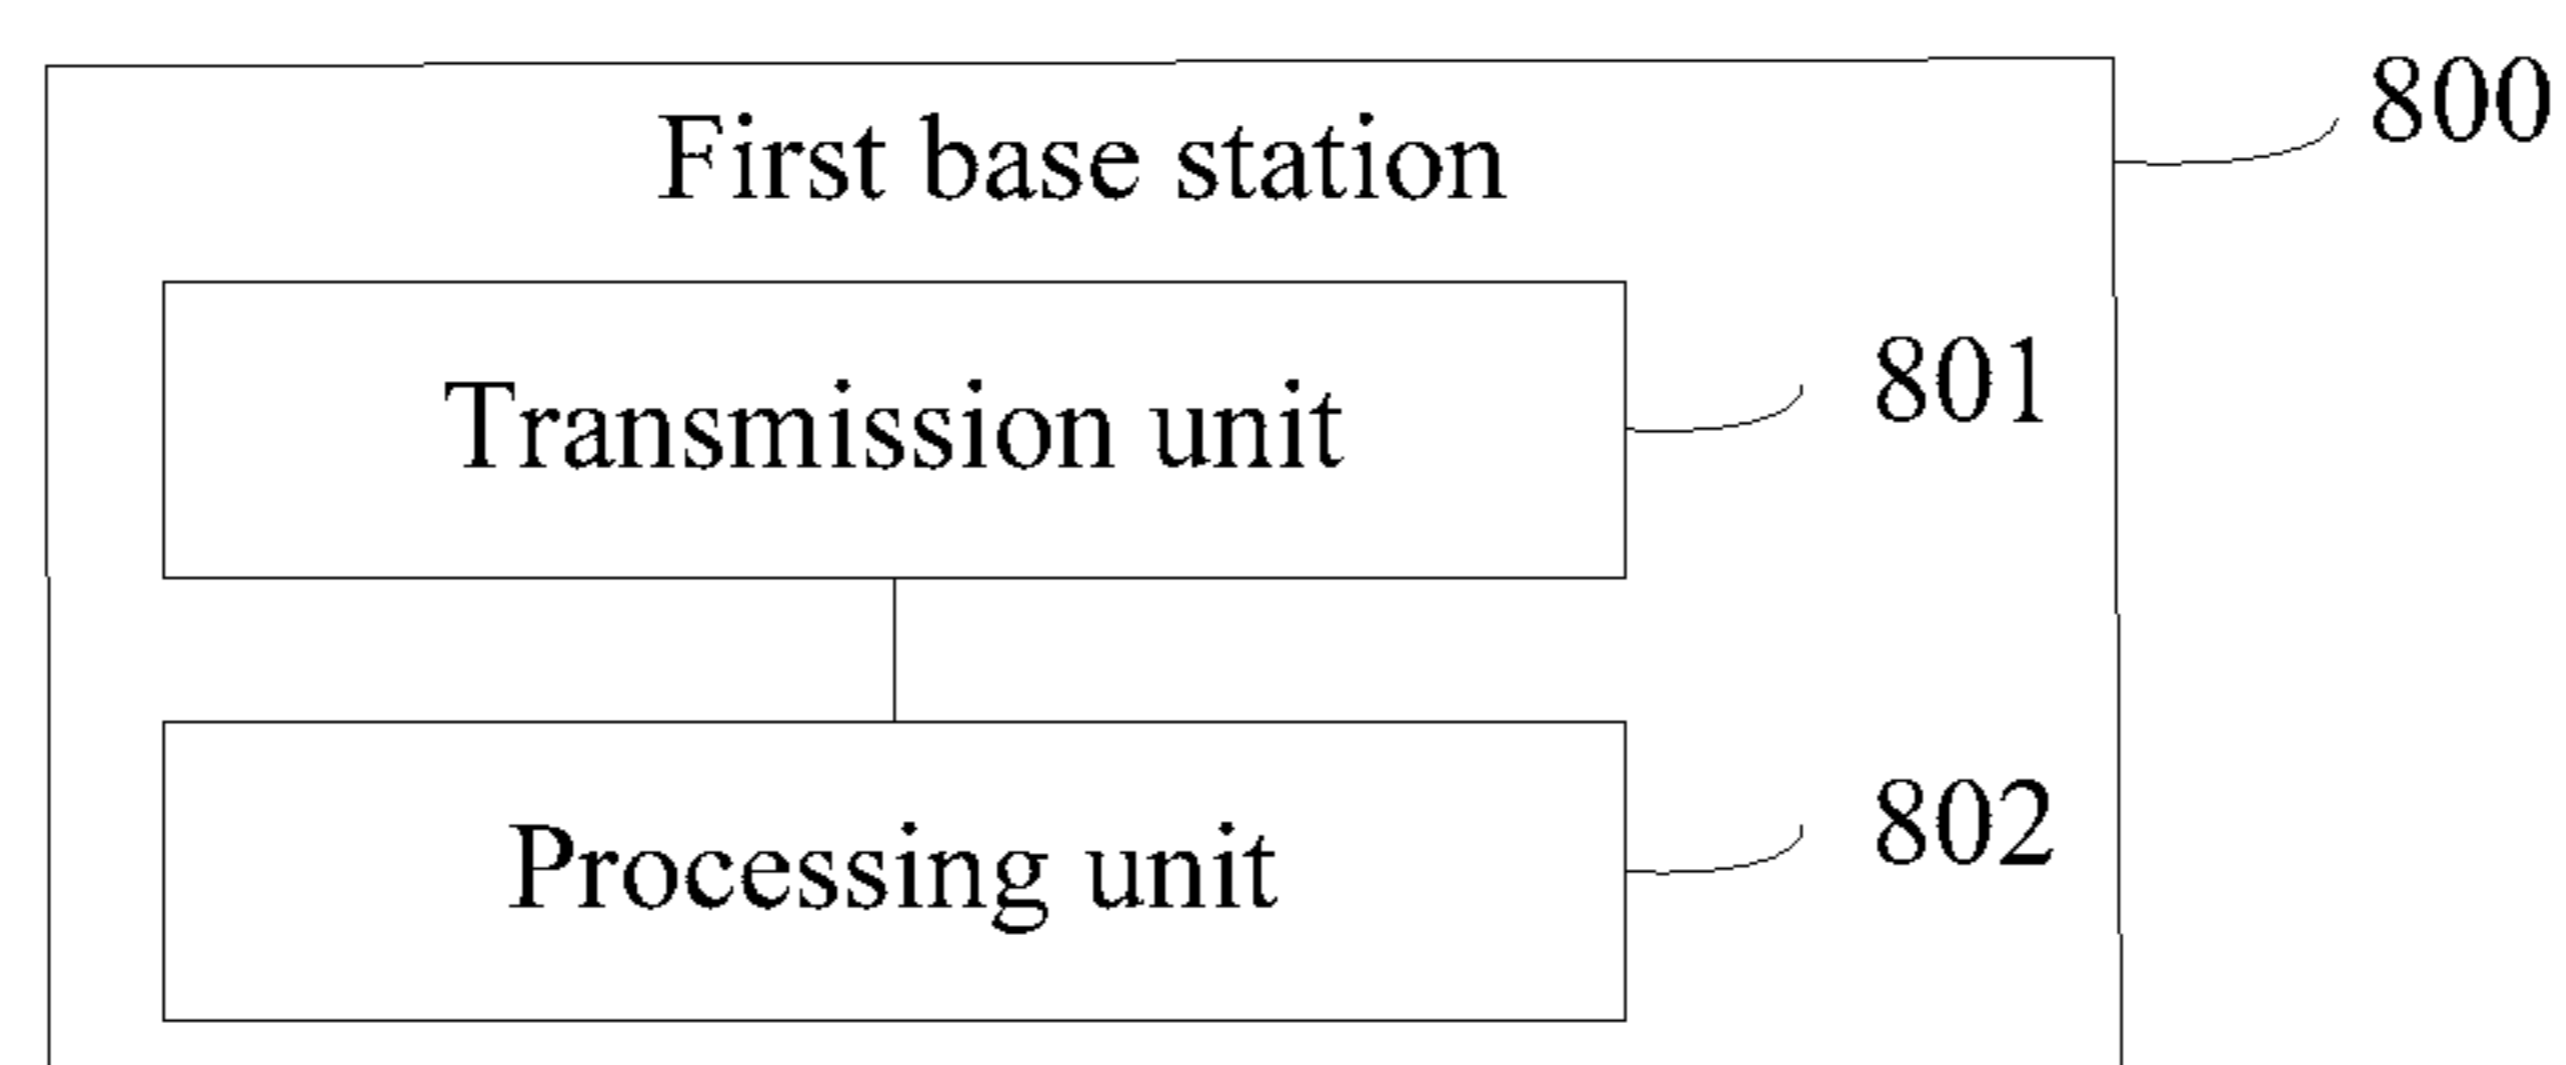 First base station
800
Transmission unit
801
Processing unit
802